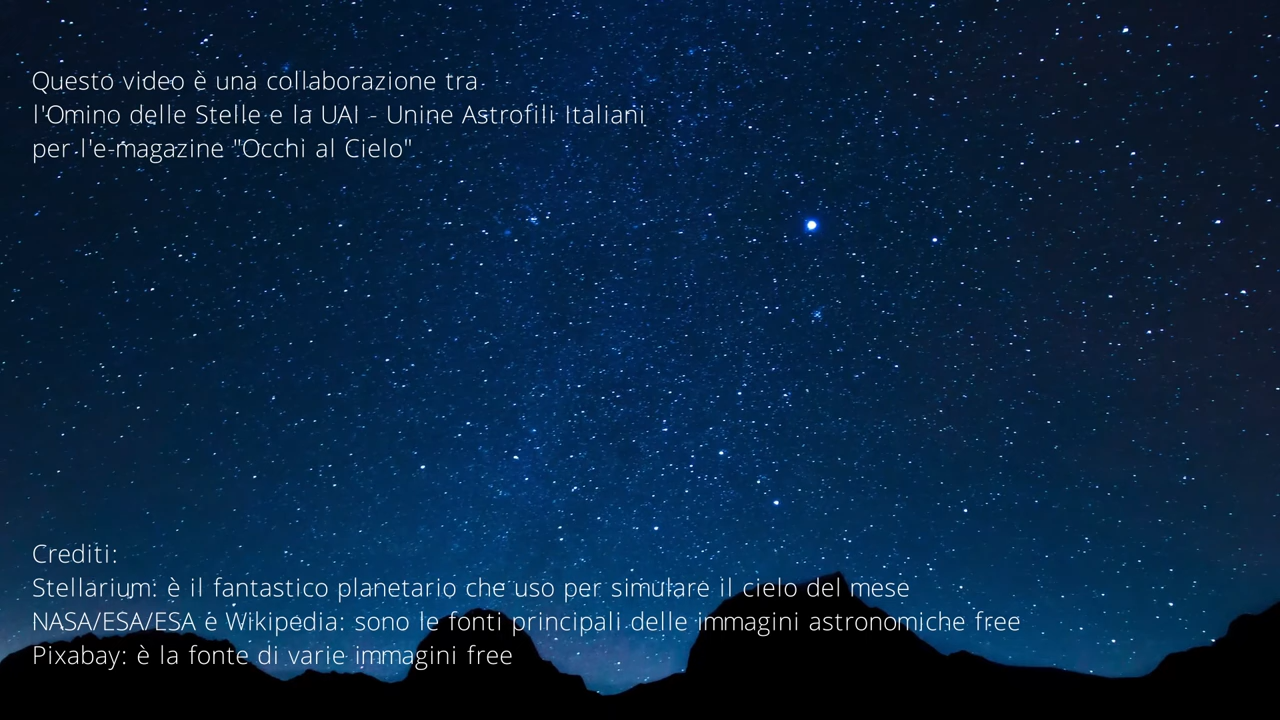 Questo video è una collaborazione tra
l'Omino delle Stelle e la UAI - Unine Astrofili Italiani
per l'e-magazine "Occhi al Cielo"
Crediti:
Stellarium: è il fantastico planetario che uso per simulare il cielo del mese
NASA/ESA/ESA e Wikipedia: sono le fonti principali delle immagini astronomiche free
Pixabay: è la fonte di varie immagini free